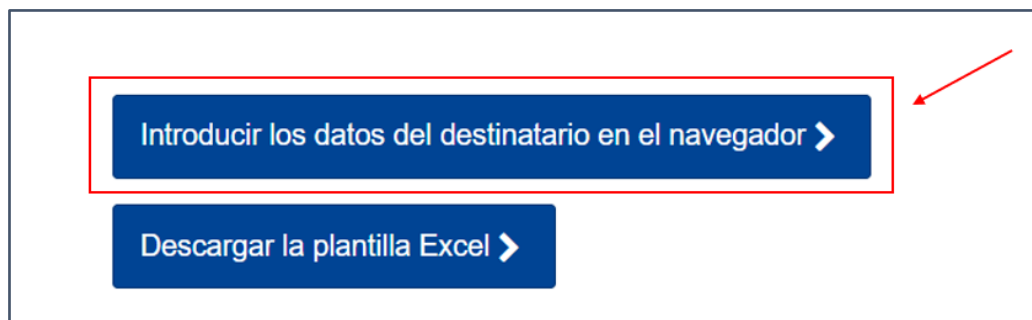 Introducir los datos del destinatario en el navegador
Descargar la plantilla Excel